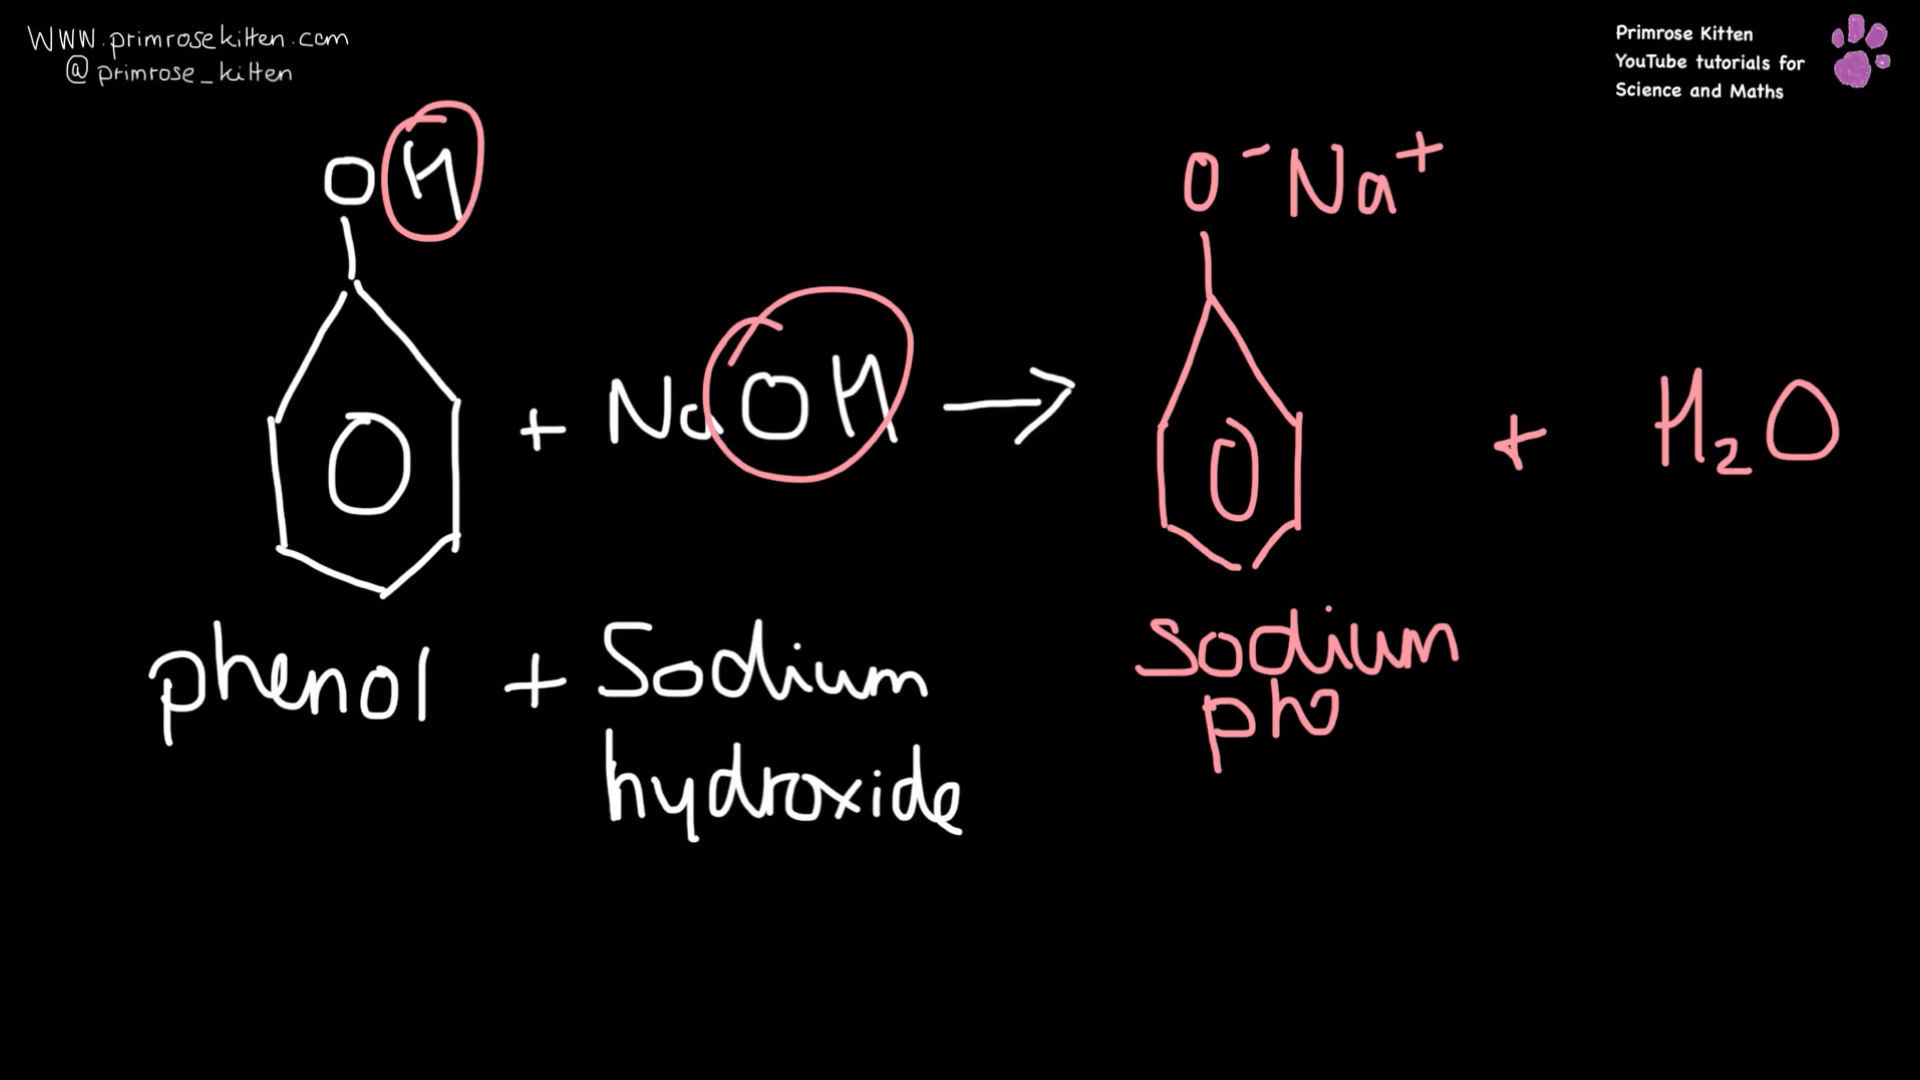 www.primrosekitten.com
@primrose_kitten
Primrose Kitten
YouTube tutorials for
Science and Maths
OH
O⁻Na⁺
+ NaOH → + H₂O
phenol + Sodium
hydroxide
sodium
pho